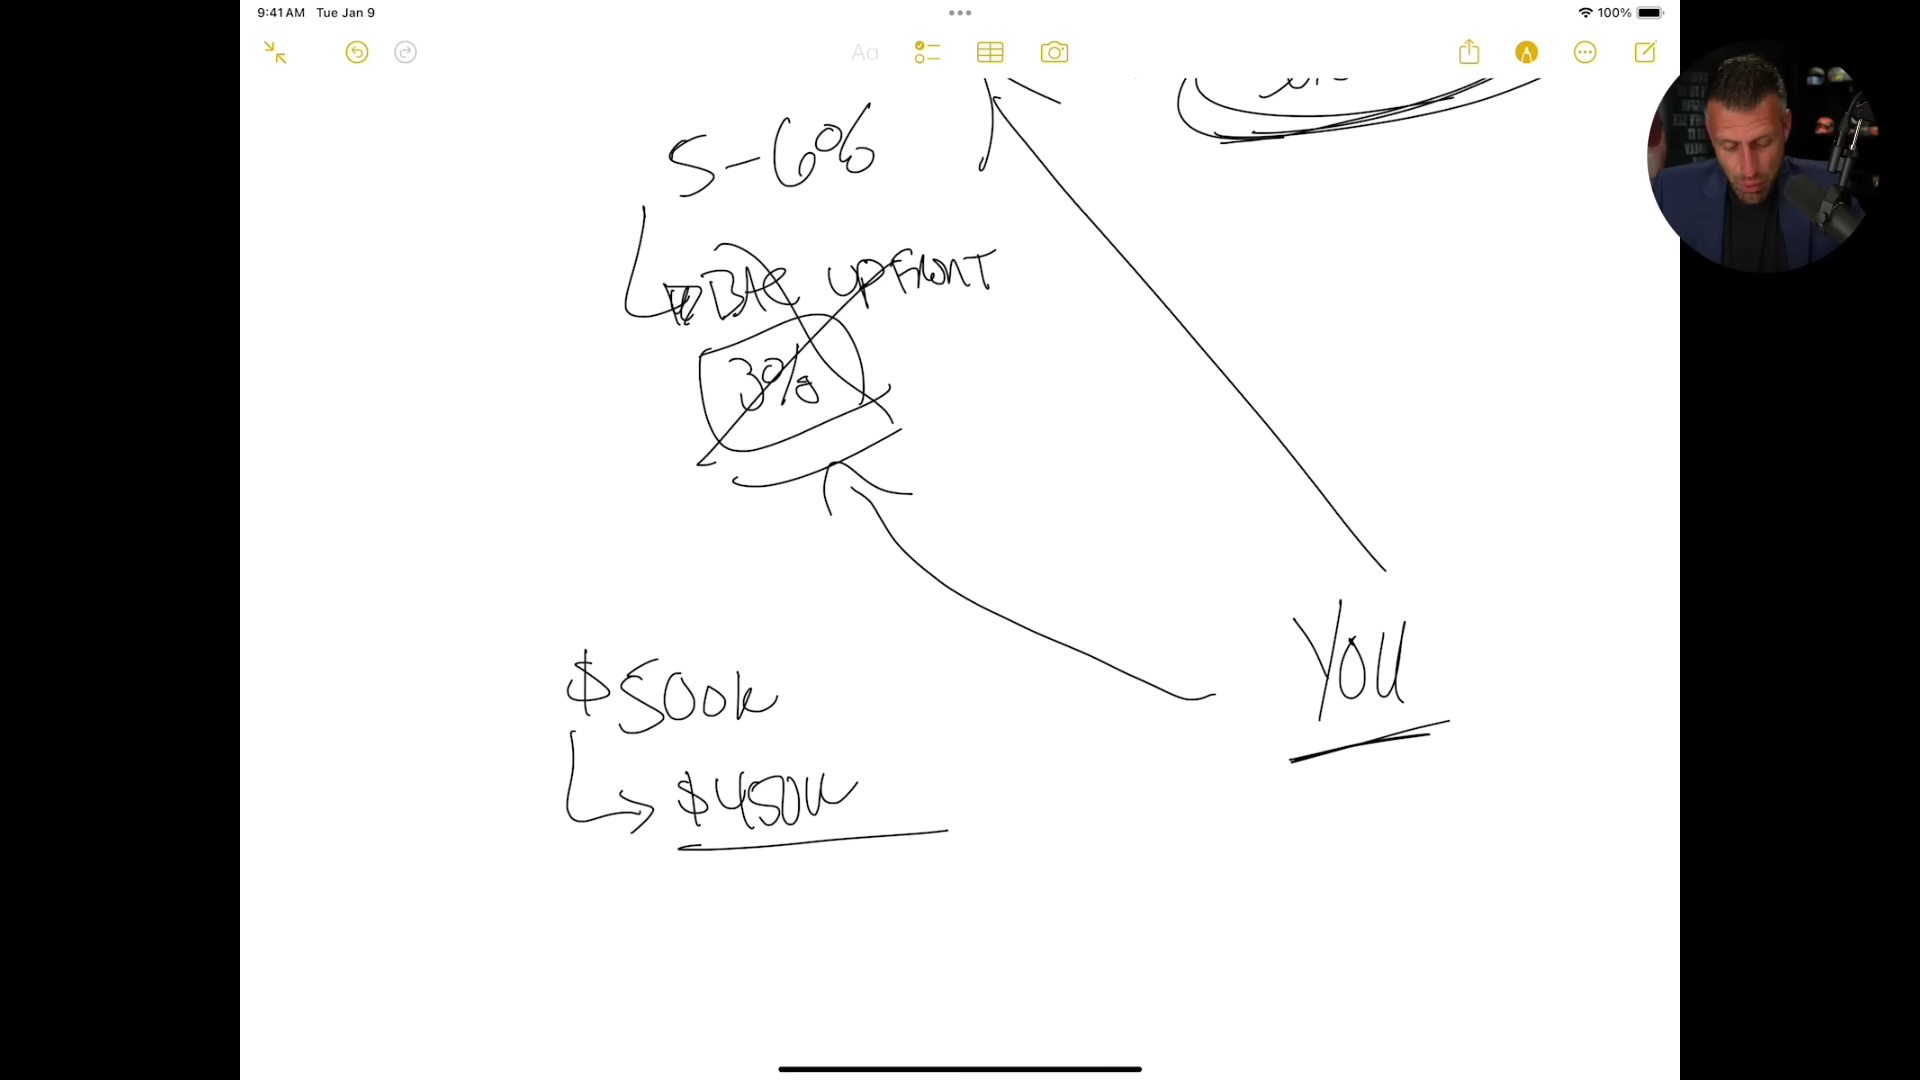 9:41 AM Tue Jan 9
100%
Aa
5-6%
BAC UPFRONT
3%
YOU
$500K
$450K